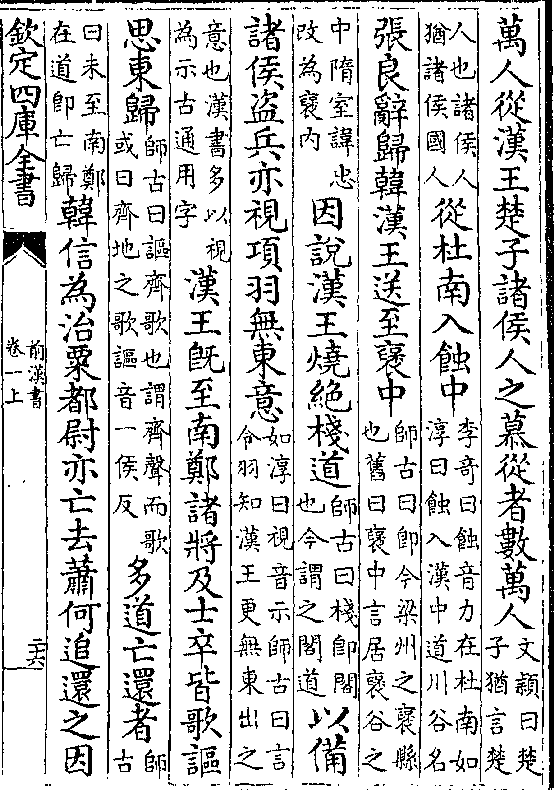 萬人從漢王楚子諸侯人之慕從者數萬人文頴曰楚子猶言楚
人也諸侯人猶諸侯國人從杜南入蝕中李竒曰蝕音力在杜南如淳曰蝕入漢中道川谷名
張良辭歸韓漢王送至褒中師古曰即今梁州之褒縣也舊曰褒中言居褒谷之
中隋室諱忠改為褒内因說漢王燒絶棧道師古曰棧即閣也今謂之閣道以備
諸侯盗兵亦視項羽無東意如淳曰視音示師古曰言令羽知漢王更無東出之
意也漢書多以視為示古通用字漢王既至南鄭諸將及士卒皆歌謳
思東歸師古曰謳齊歌也謂齊聲而歌或曰齊地之歌謳音一侯反多道亡還者師古
曰未至南鄭在道即亡歸韓信為治粟都尉亦亡去蕭何追還之因
欽定四庫全書
前漢書
卷一上
二六